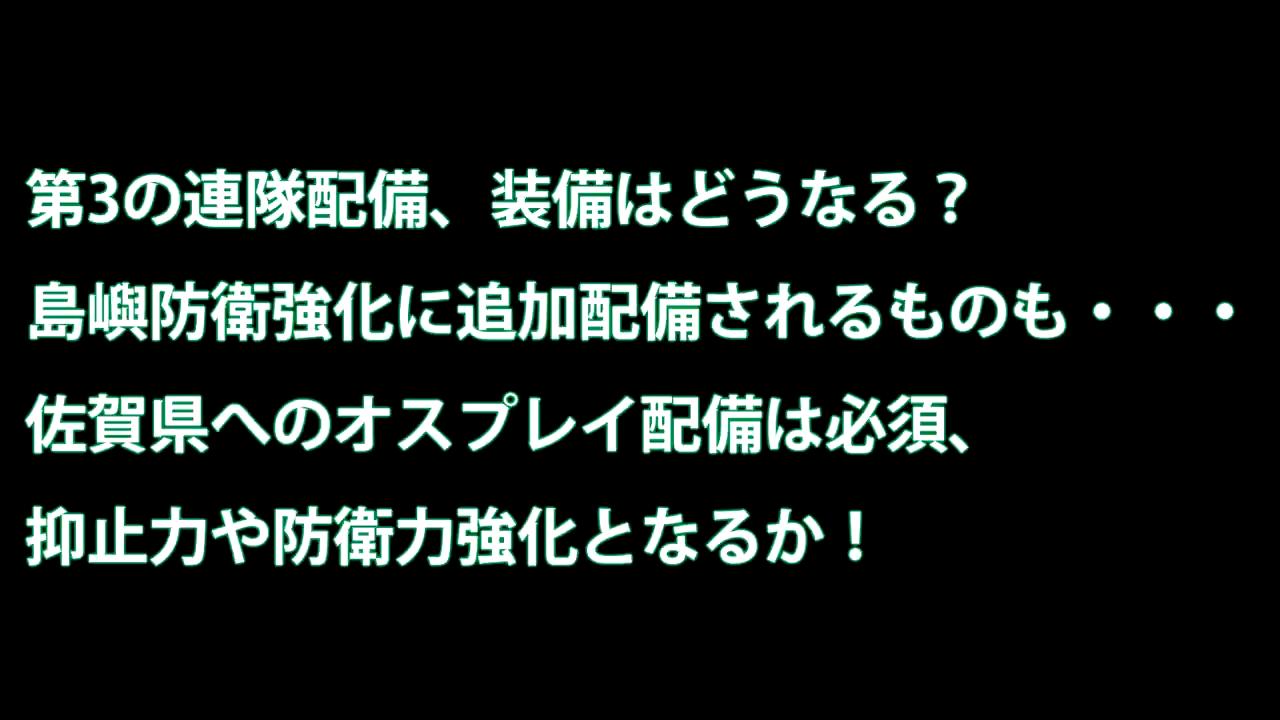 第3の連隊配備、装備はどうなる？
島嶼防衛強化に追加配備されるものも・・・
佐賀県へのオスプレイ配備は必須、
抑止力や防衛力強化となるか！